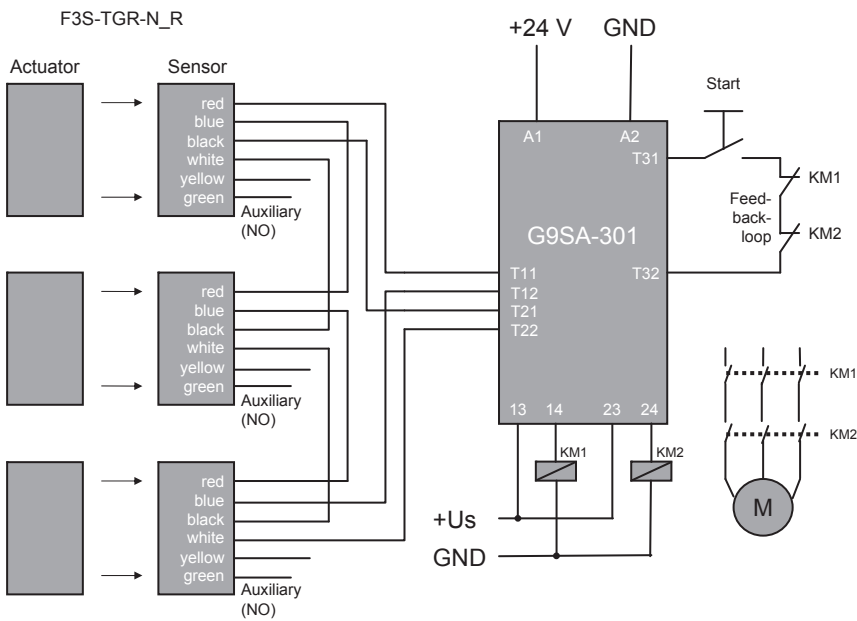 F3S-TGR-N_R
Actuator
Sensor
red
blue
black
white
yellow
green
Auxiliary
(NO)
red
blue
black
white
yellow
green
Auxiliary
(NO)
red
blue
black
white
yellow
green
Auxiliary
(NO)
+24 V
GND
A1
A2
T31
G9SA-301
T11
T12
T21
T22
T32
13
14
23
24
Start
KM1
Feed-
back-
loop
KM2
KM1
KM2
+Us
GND
KM1
KM2
M